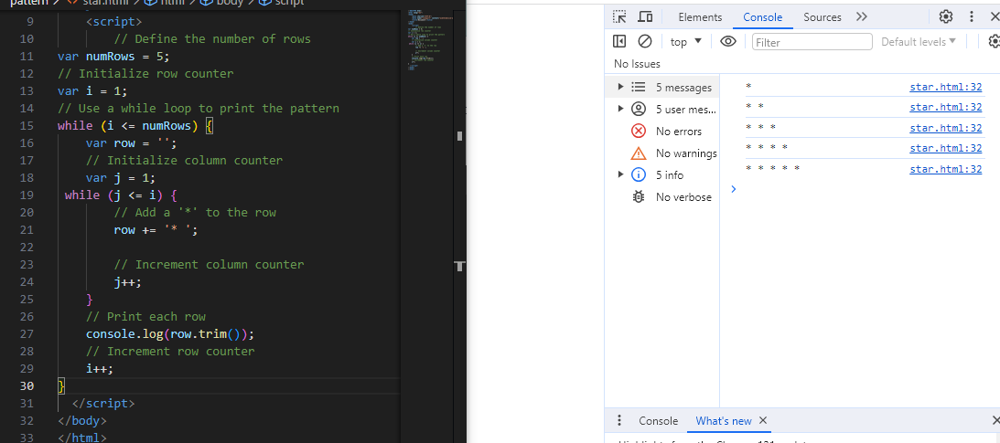 pattern > <> star.html > html > body > script
9 <script>
10 // Define the number of rows
11 var numRows = 5;
12 // Initialize row counter
13 var i = 1;
14 // Use a while loop to print the pattern
15 while (i <= numRows) {
16 var row = '';
17 // Initialize column counter
18 var j = 1;
19 while (j <= i) {
20 // Add a '*' to the row
21 row += '* ';
22
23 // Increment column counter
24 j++;
25 }
26 // Print each row
27 console.log(row.trim());
28 // Increment row counter
29 i++;
30 }
31 </script>
32 </body>
33 </html>
Elements Console Sources
top Filter Default levels
No Issues
5 messages
5 user mes...
No errors
No warnings
5 info
No verbose
* star.html:32
* * star.html:32
* * * star.html:32
* * * * star.html:32
* * * * * star.html:32
>
Console What's new